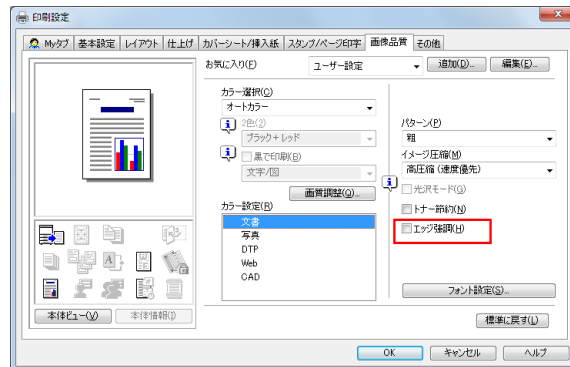 印刷設定
Myタブ 基本設定 レイアウト 仕上げ カバーシート/挿入紙 スタンプ/ページ印字 画像品質 その他
お気に入り(F) ユーザー設定 追加(D)... 編集(E)...
カラー選択(C)
オートカラー
2色(2)
ブラック+レッド
黒で印刷(B)
文字/図
画質調整(Q)...
パターン(P)
粗
イメージ圧縮(M)
高圧縮 (速度優先)
光沢モード(G)
トナー節約(N)
エッジ強調(H)
カラー設定(R)
文書
写真
DTP
Web
CAD
フォント設定(S)...
本体ビュー(V) 本体情報(I)
標準に戻す(L)
OK キャンセル ヘルプ